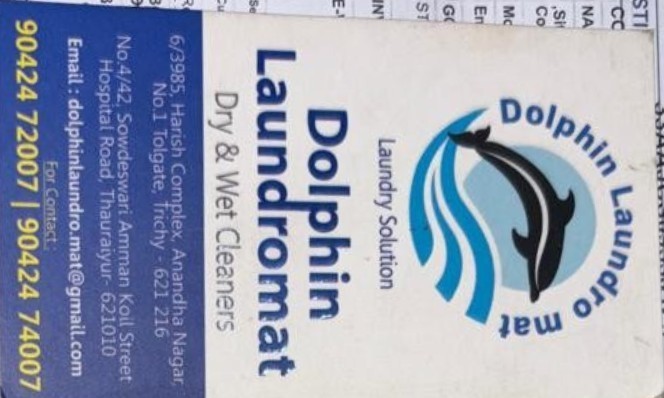 Dolphin Laundro mat
Laundry Solution
Dolphin
Laundromat
Dry & Wet Cleaners
6/3985, Harish Complex, Anandha Nagar,
No.1 Tolgate, Trichy - 621 216
No.4/42, Sowdeswari Amman Koil Street
Hospital Road, Thauraiyur- 621010
Email : dolphinlaundro.mat@gmail.com
For Contact :
90424 72007 | 90424 74007